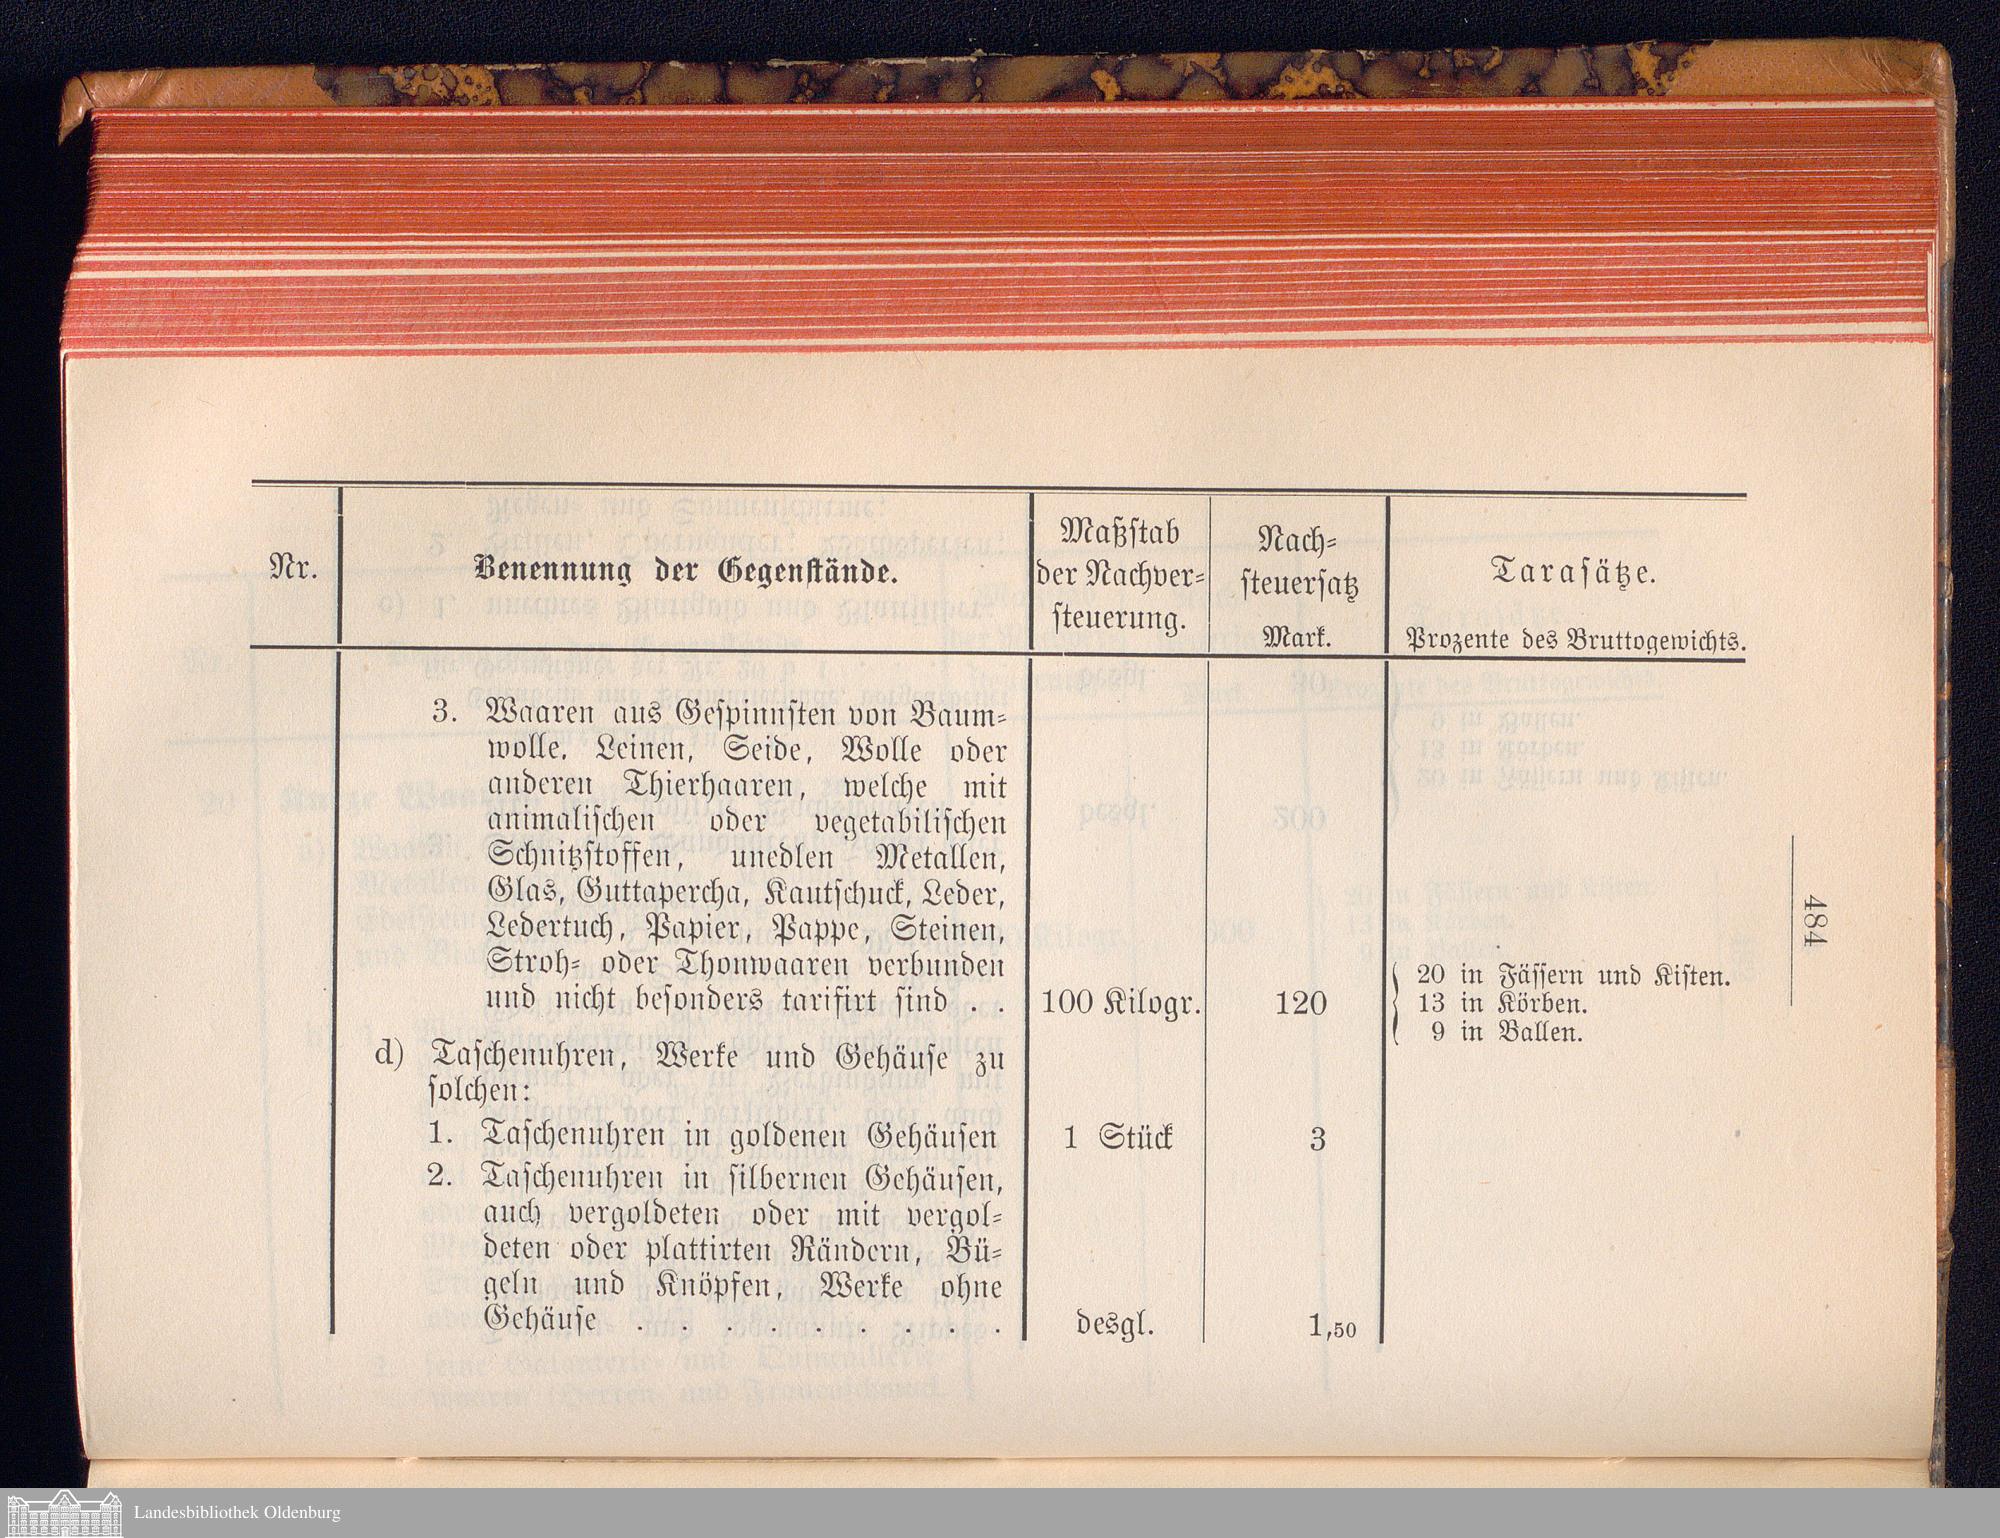 Nr.
Benennung der Gegenstände.
Maßstab
der Nachver-
steuerung.
Nach-
steuersatz
Mark.
Tarasätze.
Prozente des Bruttogewichts.
3. Waaren aus Gespinnsten von Baum-
wolle, Leinen, Seide, Wolle oder
anderen Thierhaaren, welche mit
animalischen oder vegetabilischen
Schnitzstoffen, unedlen Metallen,
Glas, Guttapercha, Kautschuck, Leder,
Ledertuch, Papier, Pappe, Steinen,
Stroh- oder Thonwaaren verbunden
und nicht besonders tarifirt sind . . 100 Kilogr. 120
20 in Fässern und Kisten.
13 in Körben.
9 in Ballen.
d) Taschenuhren, Werke und Gehäuse zu
solchen:
1. Taschenuhren in goldenen Gehäusen 1 Stück 3
2. Taschenuhren in silbernen Gehäusen,
auch vergoldeten oder mit vergol-
deten oder plattirten Rändern, Bü-
geln und Knöpfen, Werke ohne
Gehäuse . . . . . . . . . desgl. 1,50
484
Landesbibliothek Oldenburg